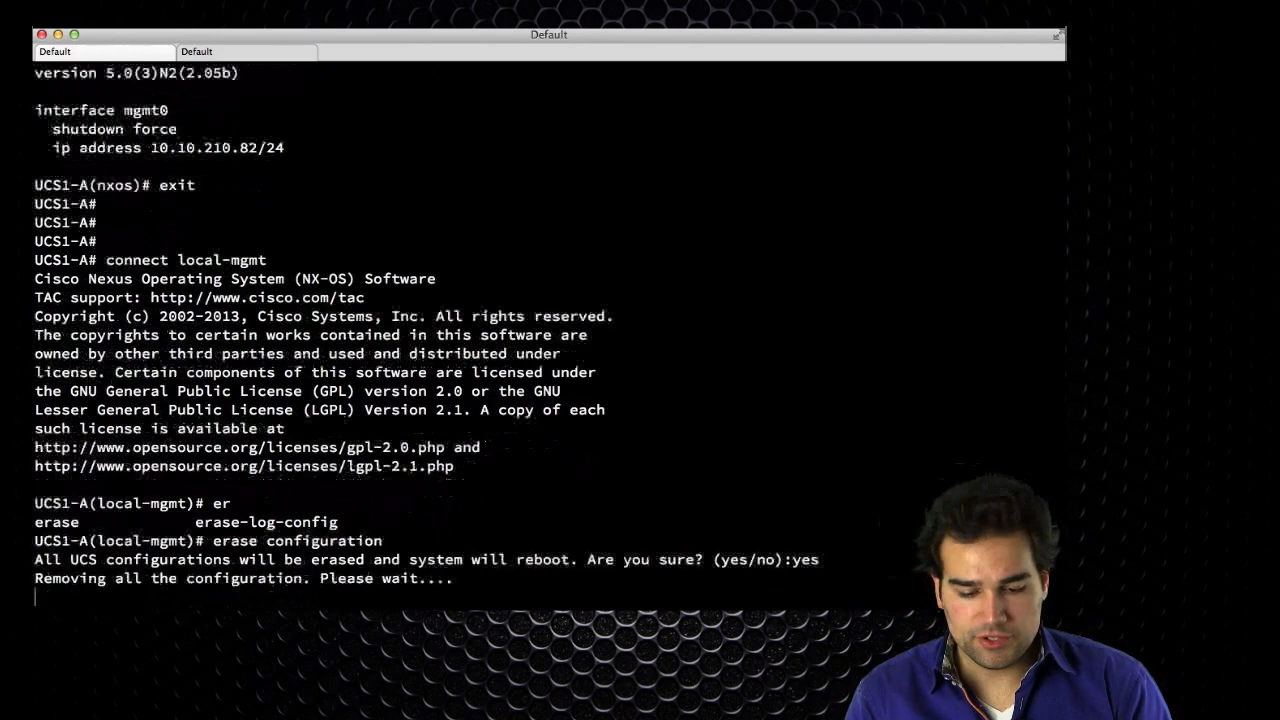 Default
Default
Default
version 5.0(3)N2(2.05b)
interface mgmt0
shutdown force
ip address 10.10.210.82/24
UCS1-A(nxos)# exit
UCS1-A#
UCS1-A#
UCS1-A#
UCS1-A# connect local-mgmt
Cisco Nexus Operating System (NX-OS) Software
TAC support: http://www.cisco.com/tac
Copyright (c) 2002-2013, Cisco Systems, Inc. All rights reserved.
The copyrights to certain works contained in this software are
owned by other third parties and used and distributed under
license. Certain components of this software are licensed under
the GNU General Public License (GPL) version 2.0 or the GNU
Lesser General Public License (LGPL) Version 2.1. A copy of each
such license is available at
http://www.opensource.org/licenses/gpl-2.0.php and
http://www.opensource.org/licenses/lgpl-2.1.php
UCS1-A(local-mgmt)# er
erase erase-log-config
UCS1-A(local-mgmt)# erase configuration
All UCS configurations will be erased and system will reboot. Are you sure? (yes/no):yes
Removing all the configuration. Please wait....